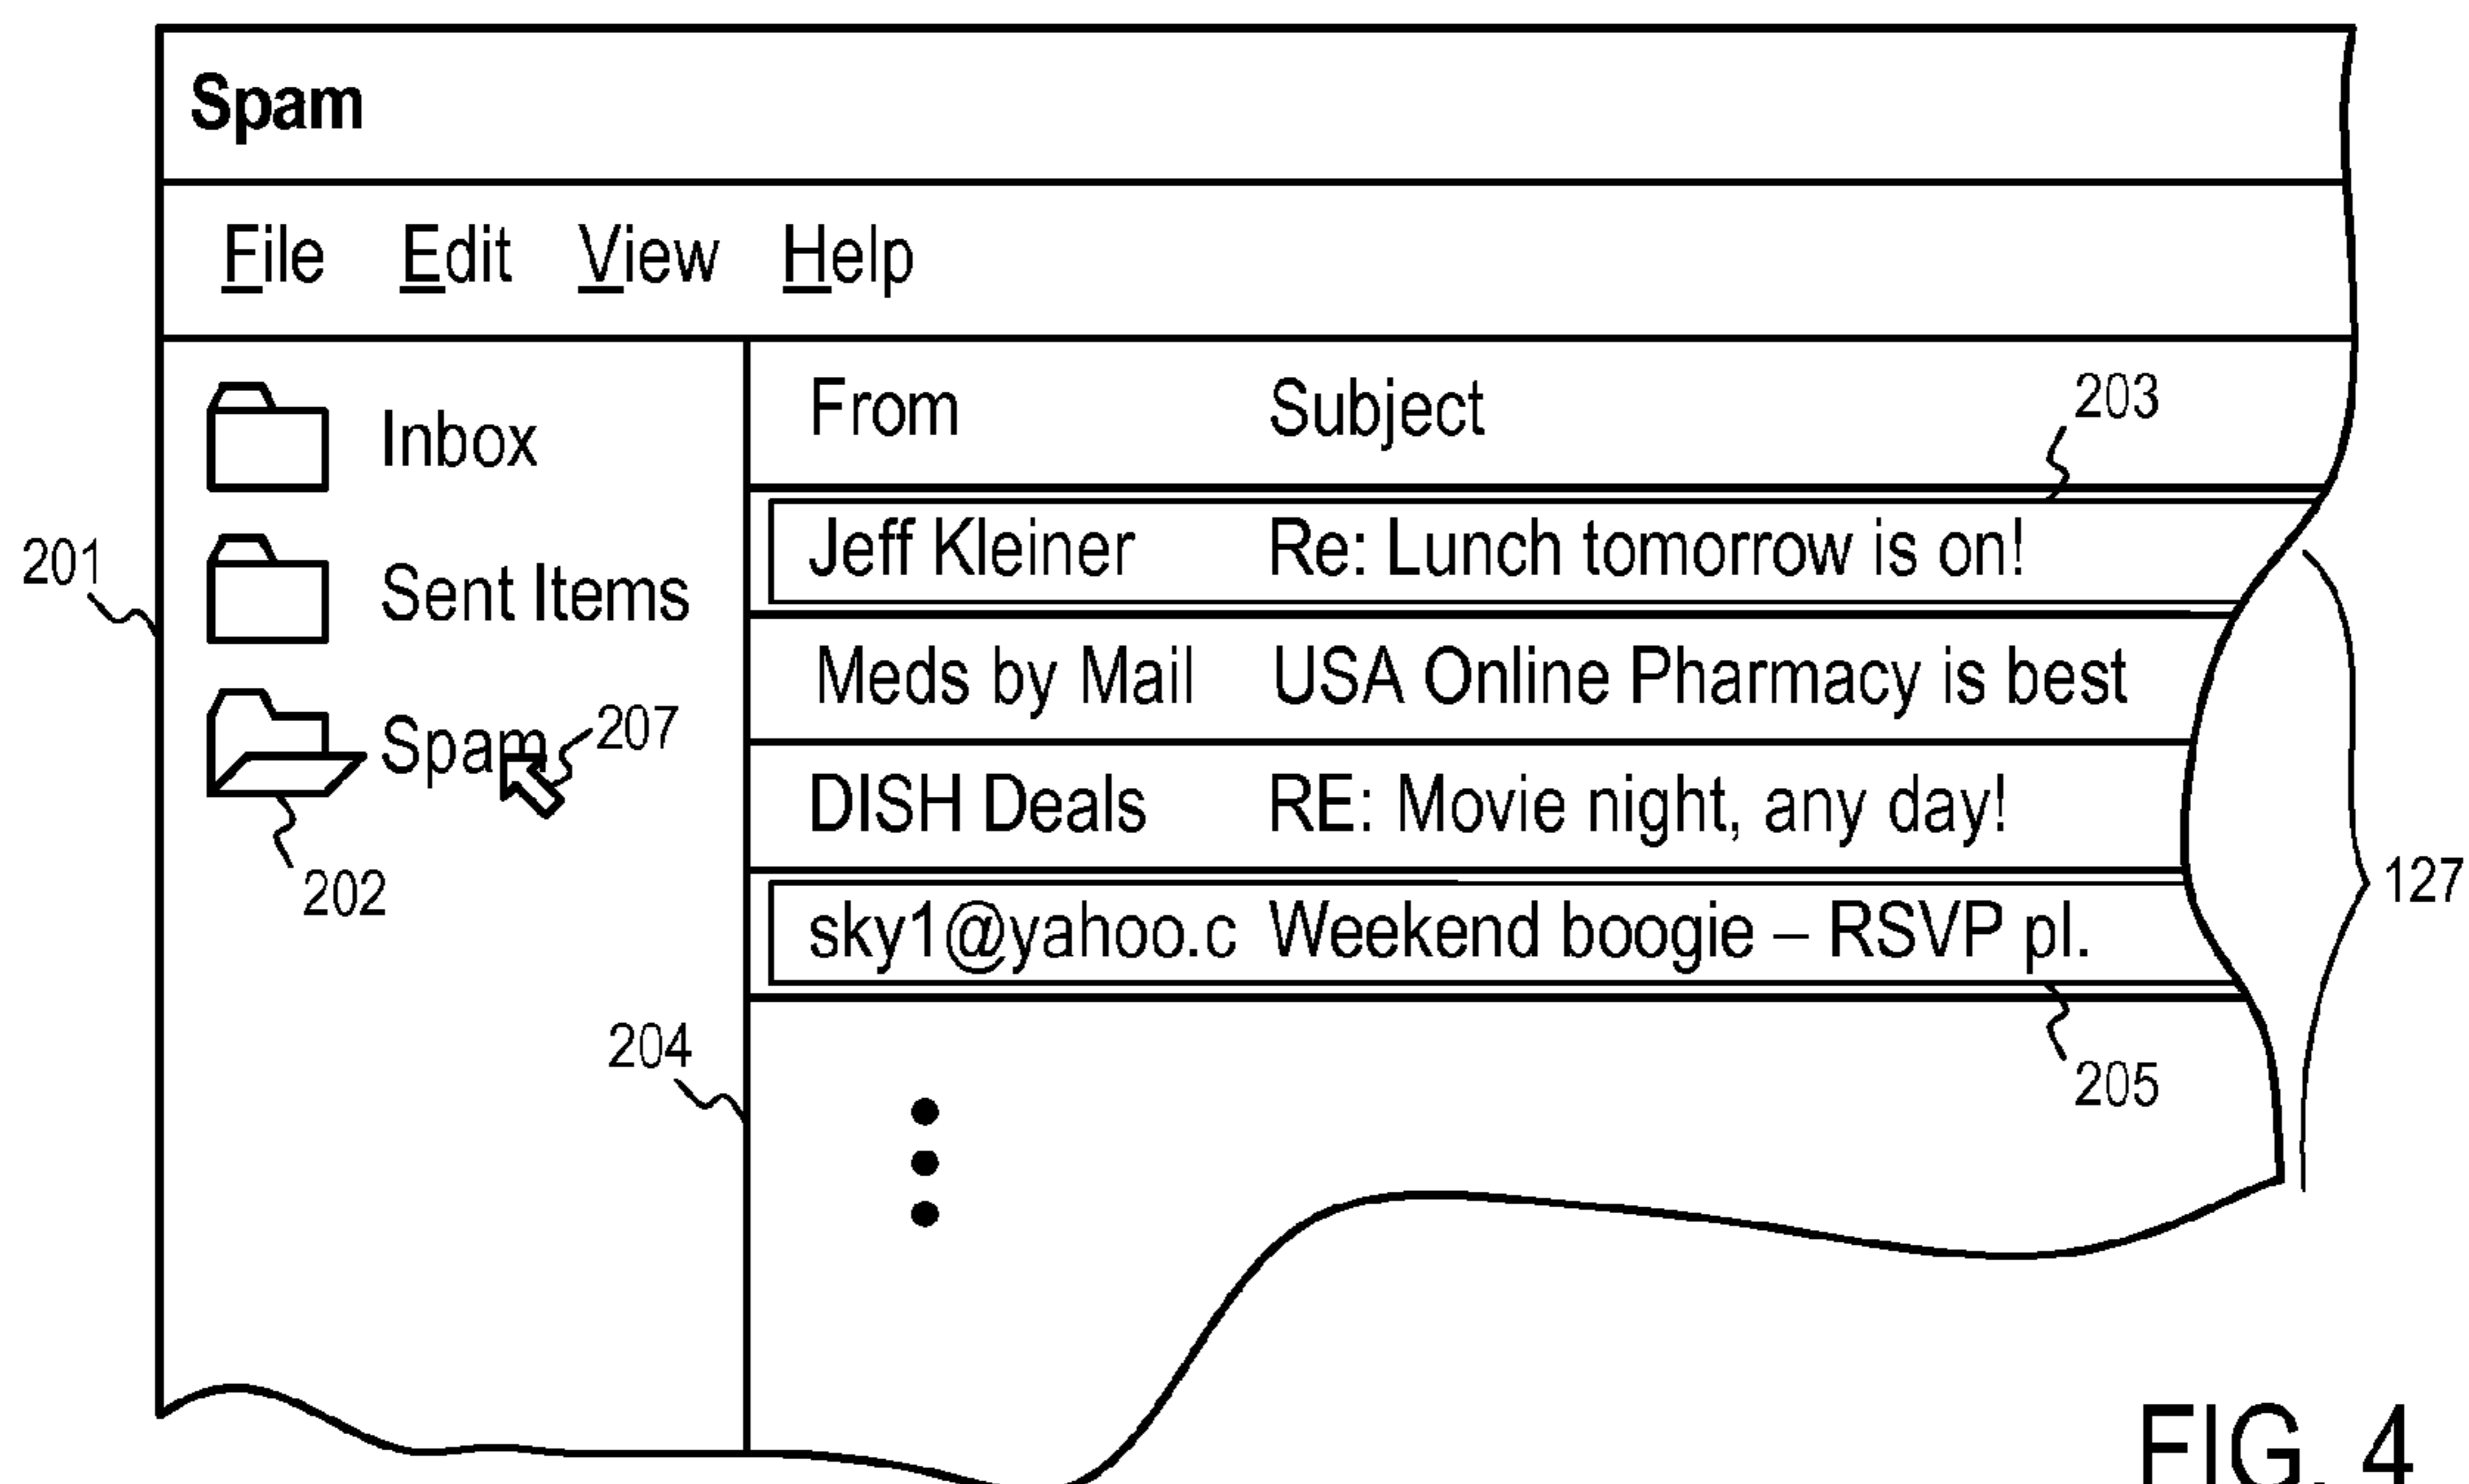 Spam
File Edit View Help
From Subject
203
Inbox
Jeff Kleiner Re: Lunch tomorrow is on!
201
Sent Items
Meds by Mail USA Online Pharmacy is best
Spam
207
DISH Deals RE: Movie night, any day!
202
127
sky1@yahoo.c Weekend boogie – RSVP pl.
204
205
FIG. 4